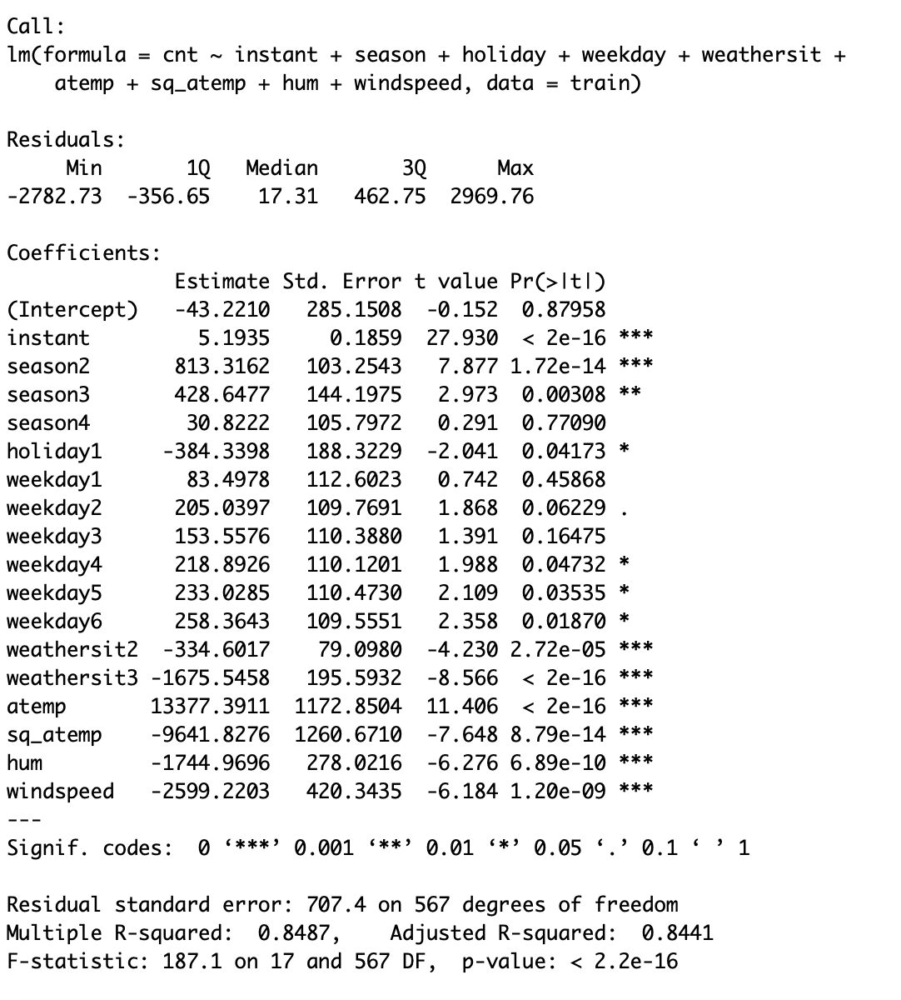 Call:
lm(formula = cnt ~ instant + season + holiday + weekday + weathersit +
    atemp + sq_atemp + hum + windspeed, data = train)

Residuals:
     Min       1Q   Median       3Q      Max
-2782.73  -356.65    17.31   462.75  2969.76

Coefficients:
             Estimate Std. Error t value Pr(>|t|)
(Intercept)  -43.2210   285.1508  -0.152  0.87958
instant        5.1935     0.1859  27.930  < 2e-16 ***
season2      813.3162   103.2543   7.877 1.72e-14 ***
season3      428.6477   144.1975   2.973  0.00308 **
season4       30.8222   105.7972   0.291  0.77090
holiday1    -384.3398   188.3229  -2.041  0.04173 *
weekday1      83.4978   112.6023   0.742  0.45868
weekday2     205.0397   109.7691   1.868  0.06229 .
weekday3     153.5576   110.3880   1.391  0.16475
weekday4     218.8926   110.1201   1.988  0.04732 *
weekday5     233.0285   110.4730   2.109  0.03535 *
weekday6     258.3643   109.5551   2.358  0.01870 *
weathersit2 -334.6017    79.0980  -4.230 2.72e-05 ***
weathersit3 -1675.5458   195.5932  -8.566  < 2e-16 ***
atemp       13377.3911  1172.8504  11.406  < 2e-16 ***
sq_atemp    -9641.8276  1260.6710  -7.648 8.79e-14 ***
hum         -1744.9696   278.0216  -6.276 6.89e-10 ***
windspeed   -2599.2203   420.3435  -6.184 1.20e-09 ***
---
Signif. codes:  0 ‘***’ 0.001 ‘**’ 0.01 ‘*’ 0.05 ‘.’ 0.1 ‘ ’ 1

Residual standard error: 707.4 on 567 degrees of freedom
Multiple R-squared:  0.8487,    Adjusted R-squared:  0.8441
F-statistic: 187.1 on 17 and 567 DF,  p-value: < 2.2e-16